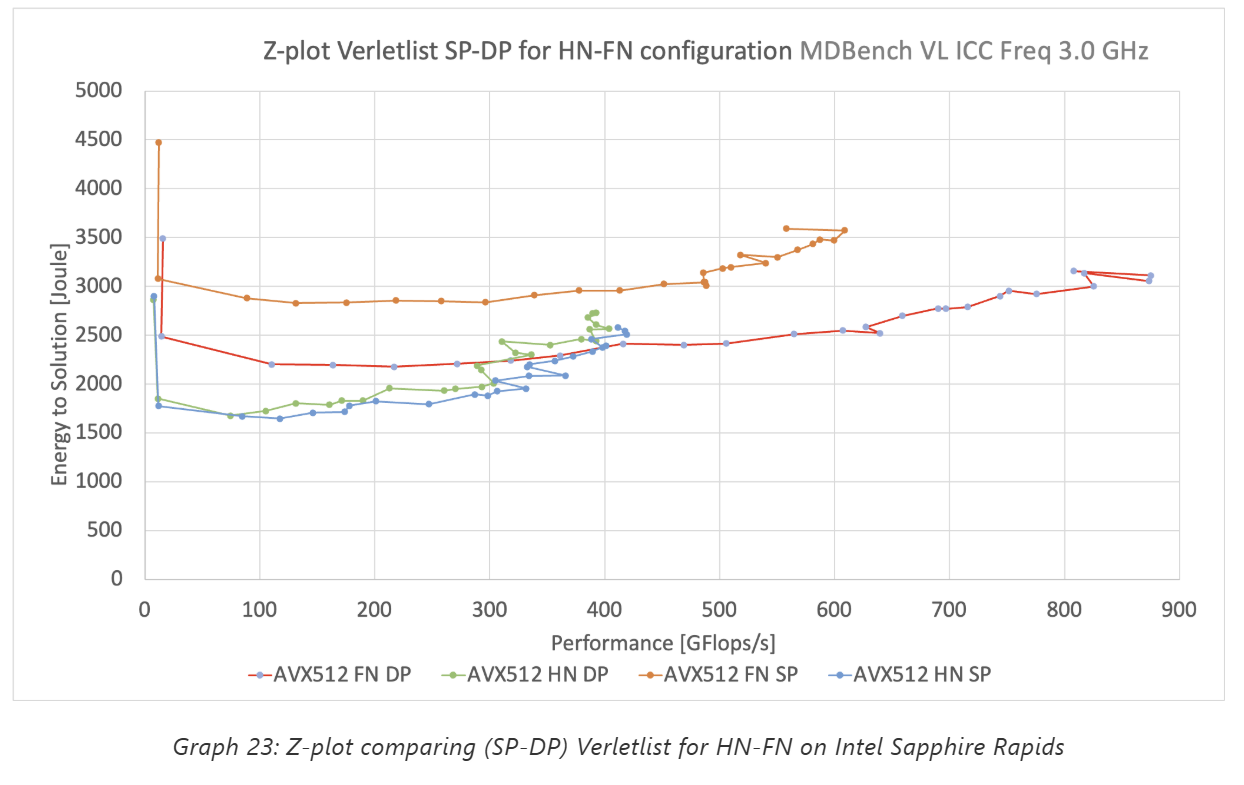 Z-plot Verletlist SP-DP for HN-FN configuration MDBench VL ICC Freq 3.0 GHz
5000
4500
4000
3500
3000
2500
2000
1500
1000
500
0
Energy to Solution [Joule]
0 100 200 300 400 500 600 700 800 900
Performance [GFlops/s]
AVX512 FN DP AVX512 HN DP AVX512 FN SP AVX512 HN SP
Graph 23: Z-plot comparing (SP-DP) Verletlist for HN-FN on Intel Sapphire Rapids